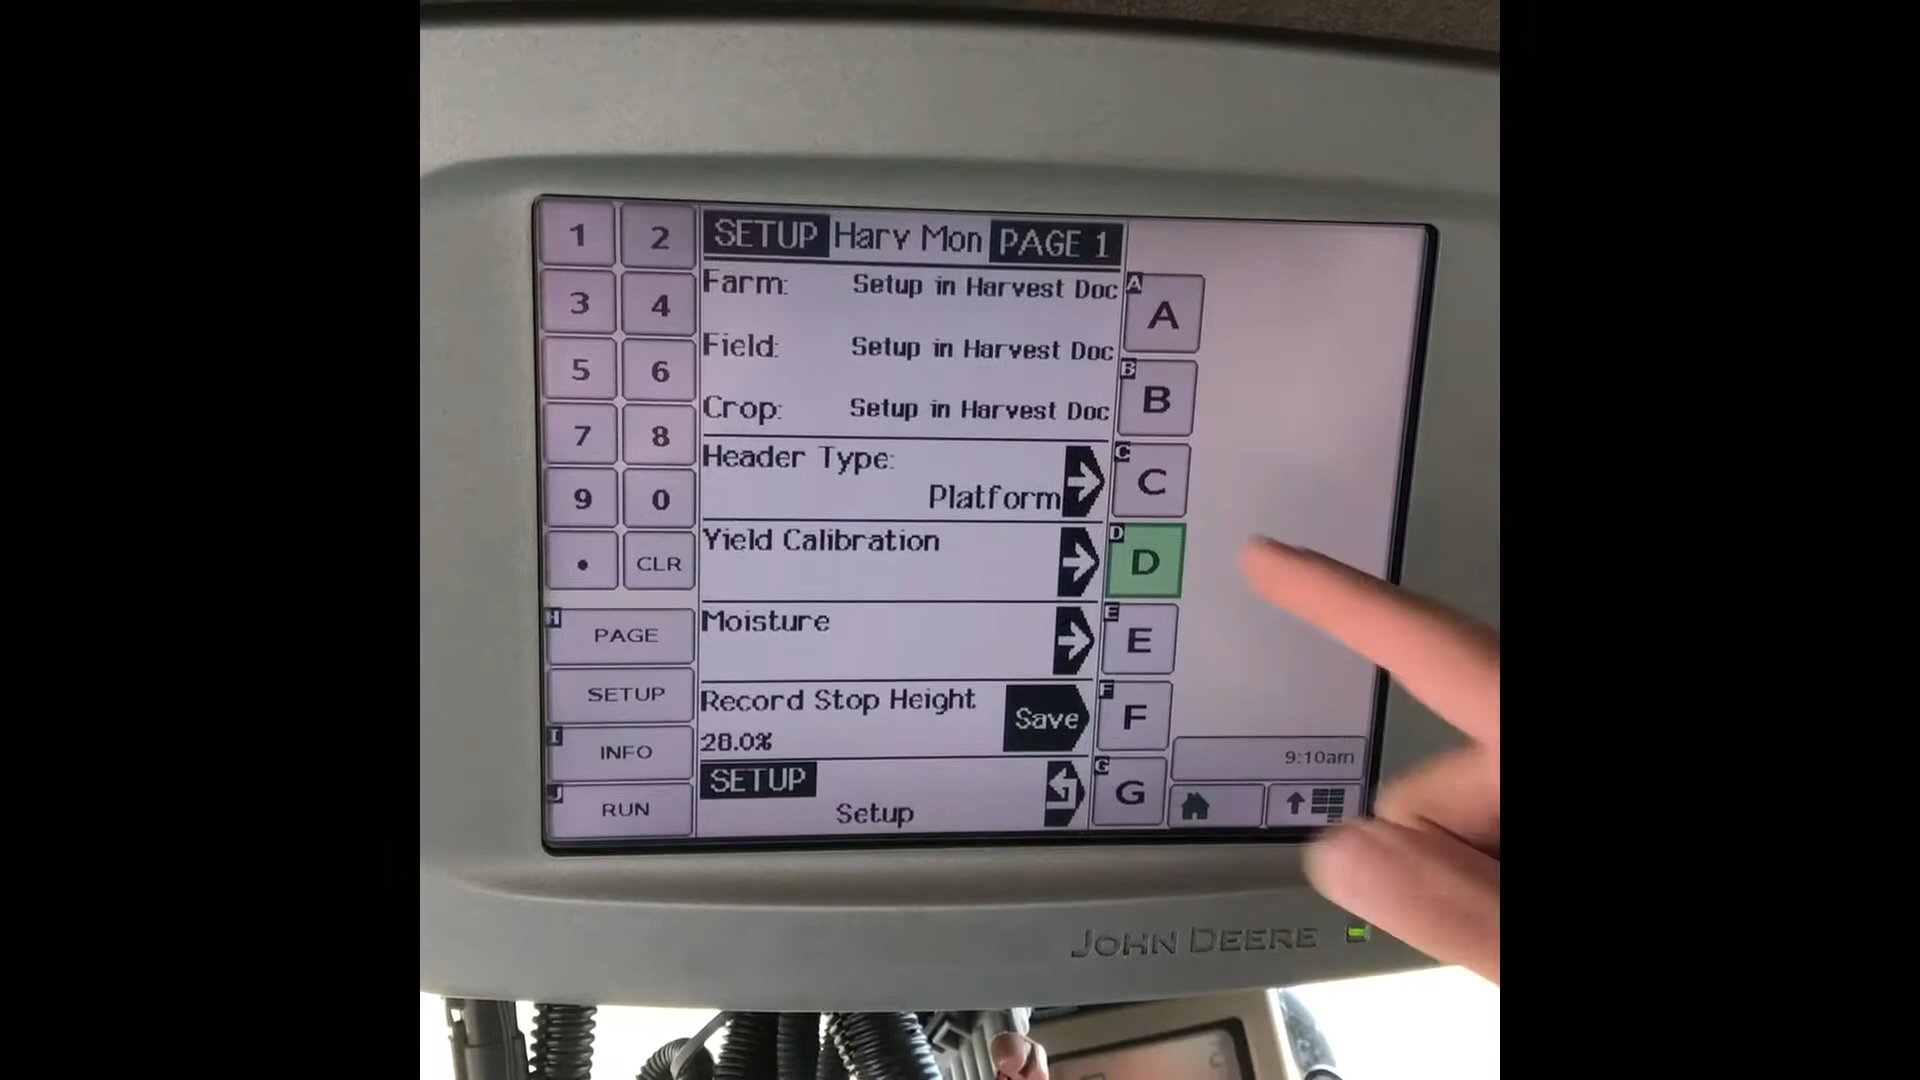 1 2
3 4
5 6
7 8
9 0
• CLR
H PAGE
SETUP
I INFO
J RUN
SETUP Harv Mon PAGE 1
Farm: Setup in Harvest Doc
Field: Setup in Harvest Doc
Crop: Setup in Harvest Doc
Header Type:
Platform
Yield Calibration
Moisture
Record Stop Height
Save
28.0%
SETUP
Setup
A A
B B
C C
D D
E E
F F
G G
9:10am
JOHN DEERE